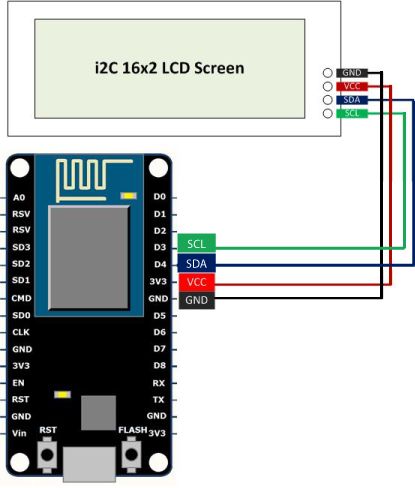 i2C 16x2 LCD Screen
GND
VCC
SDA
SCL
A0 D0
RSV D1
RSV D2
SD3 D3 SCL
SD2 D4 SDA
SD1 3V3 VCC
CMD GND GND
SD0 D5
CLK D6
GND D7
3V3 D8
EN RX
RST TX
GND GND
Vin RST FLASH 3V3